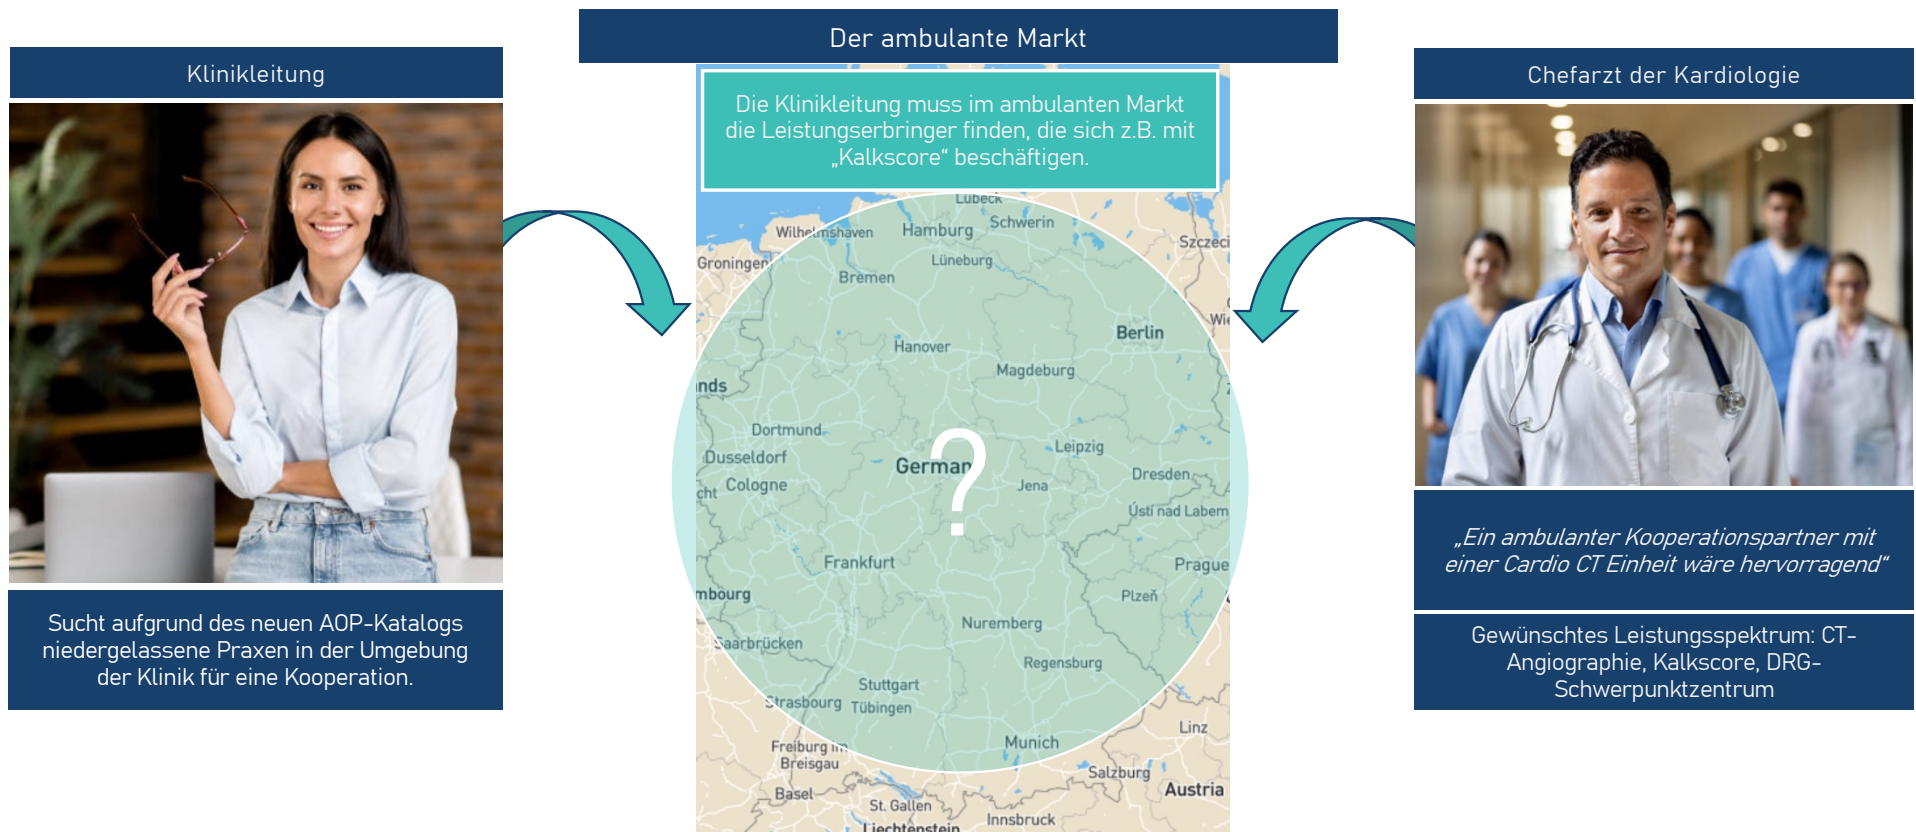 Der ambulante Markt
Klinikleitung
Sucht aufgrund des neuen AOP-Katalogs
niedergelassene Praxen in der Umgebung
der Klinik für eine Kooperation.
Die Klinikleitung muss im ambulanten Markt
die Leistungserbringer finden, die sich z.B. mit
„Kalkscore“ beschäftigen.
Lübeck
Schwerin
Wilhelmshaven
Hamburg
Szczeci
Groningen
Lüneburg
Bremen
Wie
Berlin
Hanover
Magdeburg
nds
Dortmund
Leipzig
Dusseldorf
German
?
Dresden
cht
Cologne
Jena
Ústí nad Labem
Frankfurt
Prague
mbourg
Plzeň
Nuremberg
Saarbrücken
Regensburg
Stuttgart
Strasbourg
Tübingen
Linz
Munich
Freiburg im
Breisgau
Salzburg
Austria
Basel
St. Gallen
Innsbruck
Liechtenstein
Chefarzt der Kardiologie
„Ein ambulanter Kooperationspartner mit
einer Cardio CT Einheit wäre hervorragend“
Gewünschtes Leistungsspektrum: CT-
Angiographie, Kalkscore, DRG-
Schwerpunktzentrum